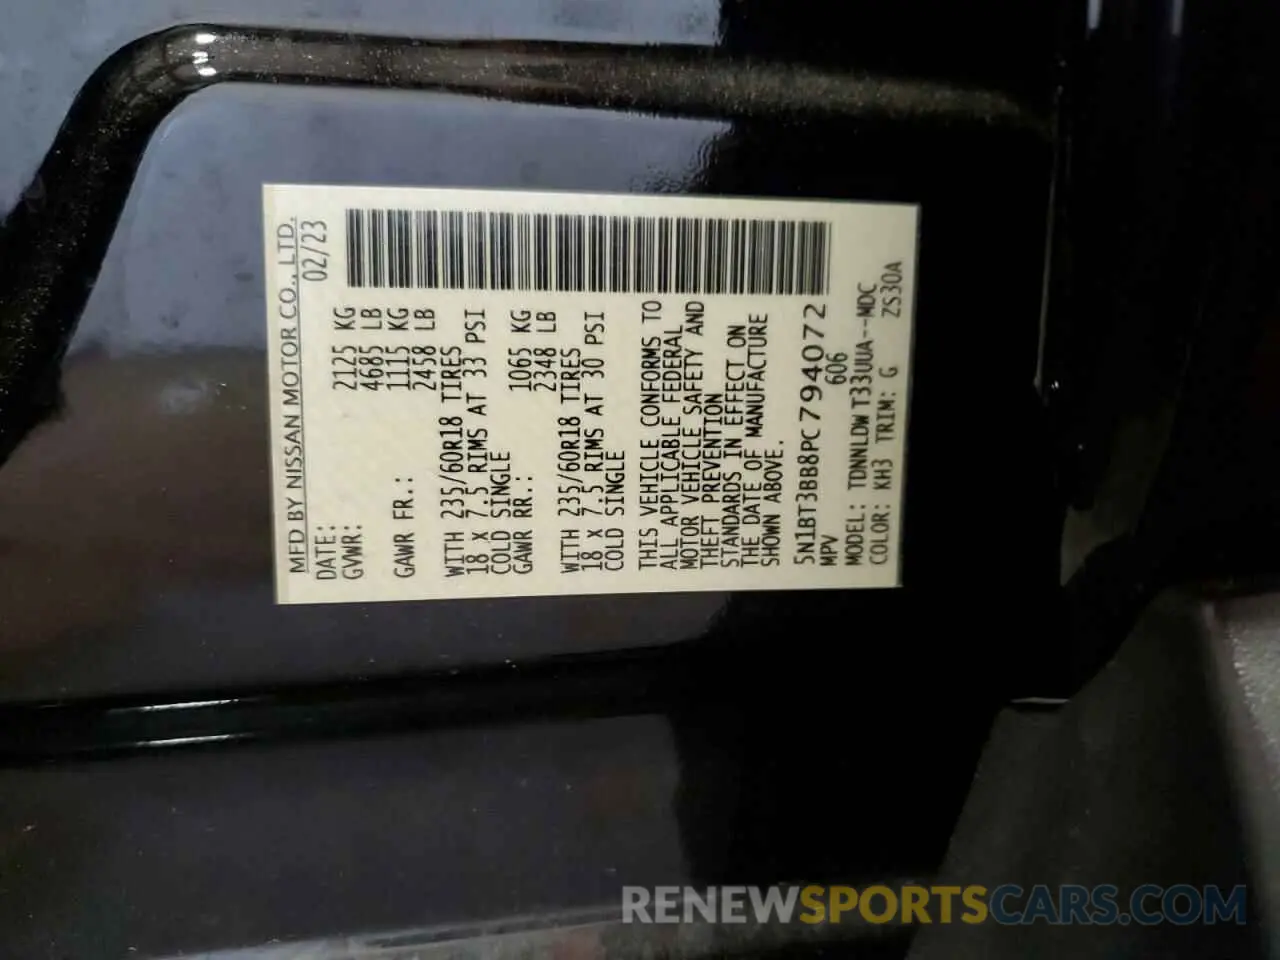 MFD BY NISSAN MOTOR CO., LTD.
DATE: 02/23
GVWR: 2125 KG
4685 LB
GAWR FR.: 1115 KG
2458 LB
WITH 235/60R18 TIRES
18 X 7.5 RIMS AT 33 PSI
COLD SINGLE
GAWR RR.: 1065 KG
2348 LB
WITH 235/60R18 TIRES
18 X 7.5 RIMS AT 30 PSI
COLD SINGLE
THIS VEHICLE CONFORMS TO
ALL APPLICABLE FEDERAL
MOTOR VEHICLE SAFETY AND
THEFT PREVENTION
STANDARDS IN EFFECT ON
THE DATE OF MANUFACTURE
SHOWN ABOVE.
5N1BT3BB8PC794072
MPV 606
MODEL: TDNNLDWT33UUA--MDC
COLOR: KH3 TRIM: G ZS30A
RENEWSPORTSCARS.COM